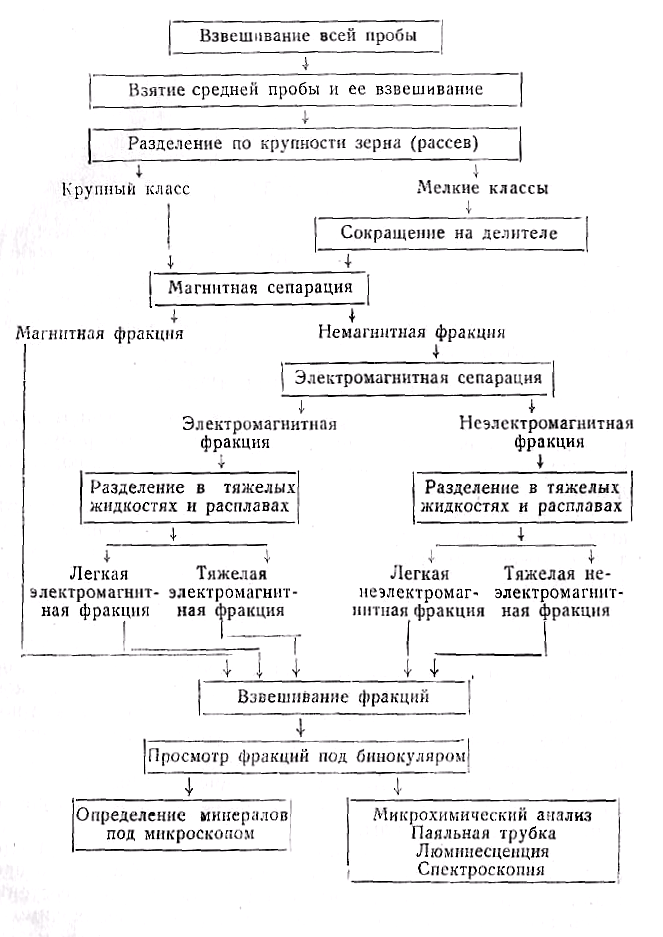 Взвешивание всей пробы
Взятие средней пробы и ее взвешивание
Разделение по крупности зерна (рассев)
Крупный класс
Мелкие классы
Сокращение на делителе
Магнитная сепарация
Магнитная фракция
Немагнитная фракция
Электромагнитная сепарация
Электромагнитная
фракция
Неэлектромагнитная
фракция
Разделение в тяжелых
жидкостях и расплавах
Разделение в тяжелых
жидкостях и расплавах
Легкая
электромагнит-
ная фракция
Тяжелая
электромагнит-
ная фракция
Легкая
неэлектромаг-
нитная фракция
Тяжелая не-
электромагнит-
ная фракция
Взвешивание фракций
Просмотр фракций под бинокуляром
Определение минералов
под микроскопом
Микрохимический анализ
Паяльная трубка
Люминесценция
Спектроскопия